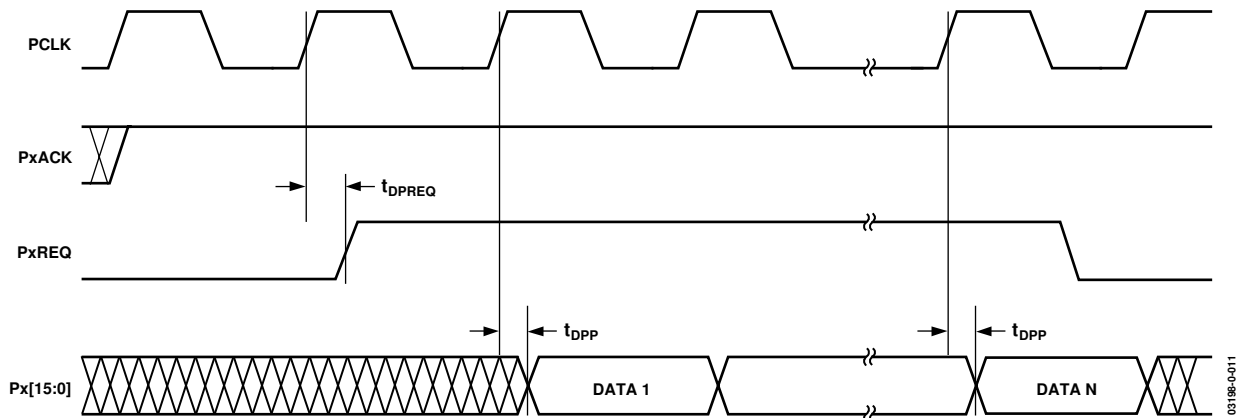 PCLK
PxACK
tDPREQ
PxREQ
tDPP
tDPP
Px[15:0]
DATA 1
DATA N
03198-0-011